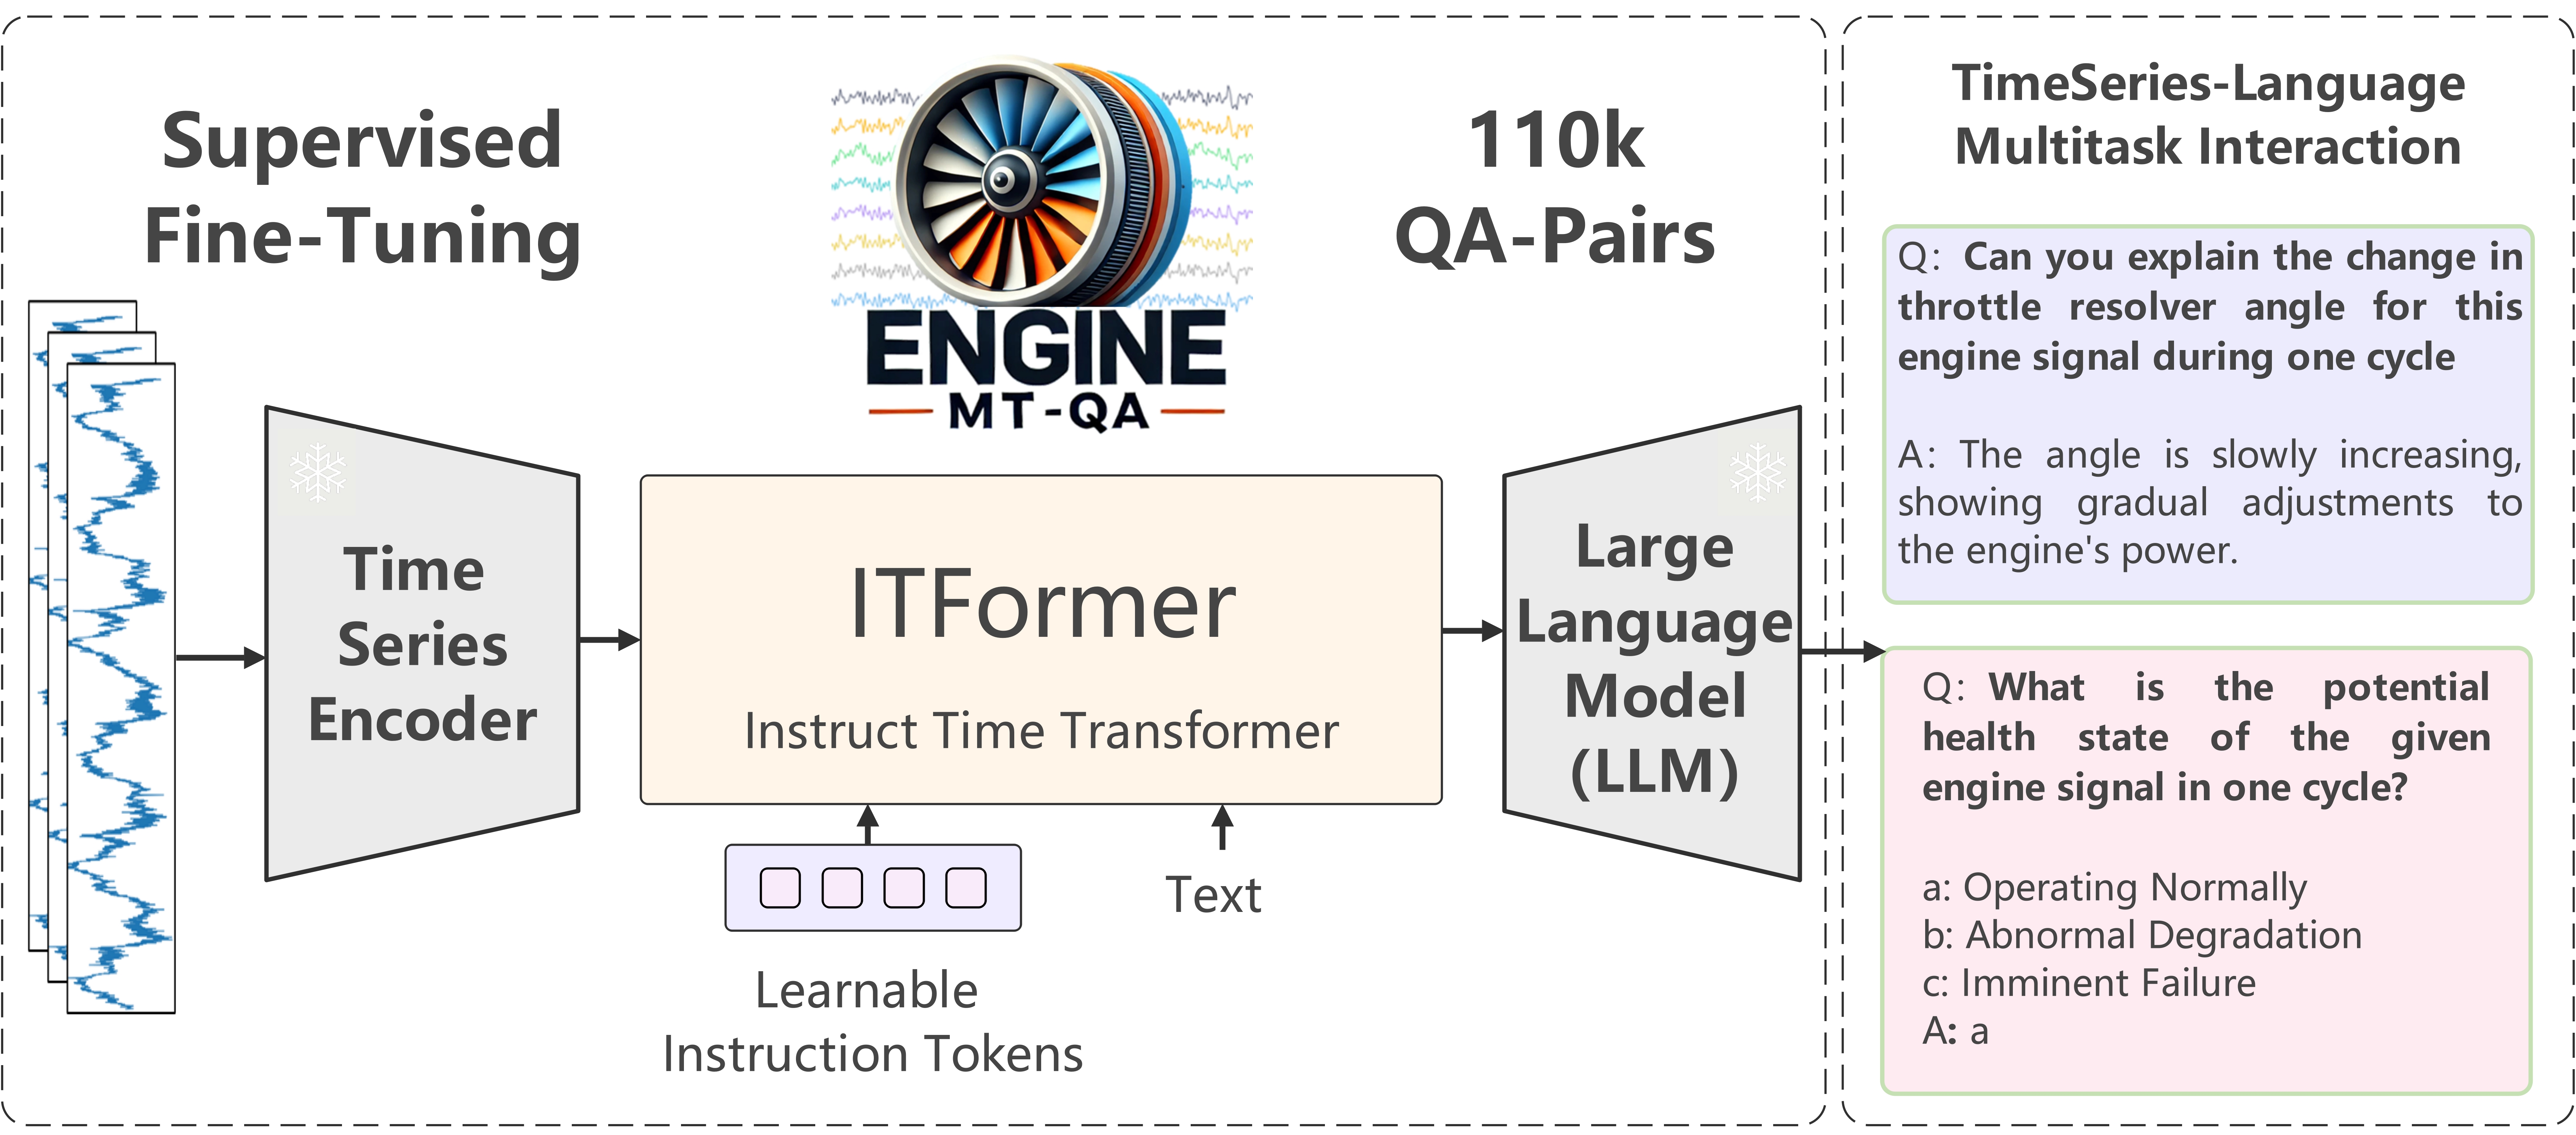 Supervised
Fine-Tuning
ENGINE
MT-QA
110k
QA-Pairs
Time
Series
Encoder
ITFormer
Instruct Time Transformer
Learnable
Instruction Tokens
Text
Large
Language
Model
(LLM)
TimeSeries-Language
Multitask Interaction
Q: Can you explain the change in
throttle resolver angle for this
engine signal during one cycle
A: The angle is slowly increasing,
showing gradual adjustments to
the engine's power.
Q: What is the potential
health state of the given
engine signal in one cycle?
a: Operating Normally
b: Abnormal Degradation
c: Imminent Failure
A: a